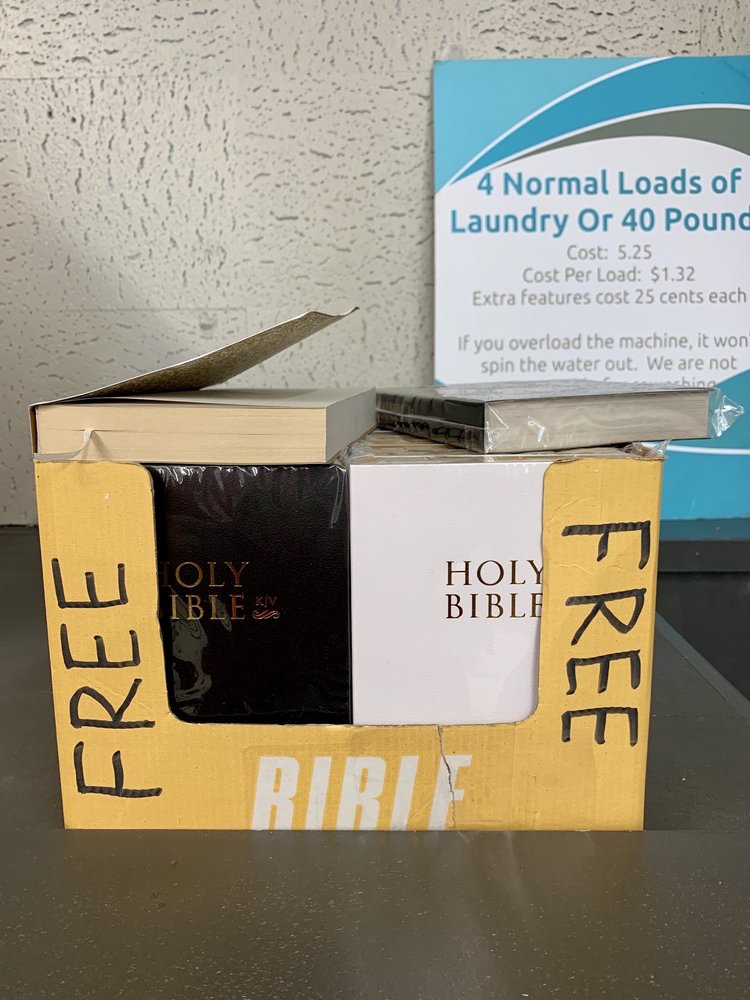 4 Normal Loads of
Laundry Or 40 Pound
Cost: 5.25
Cost Per Load: $1.32
Extra features cost 25 cents each
If you overload the machine, it won'
spin the water out. We are not
FREE
OLY
IBLE KJV
HOLY
BIBLE
FREE
BIBLE